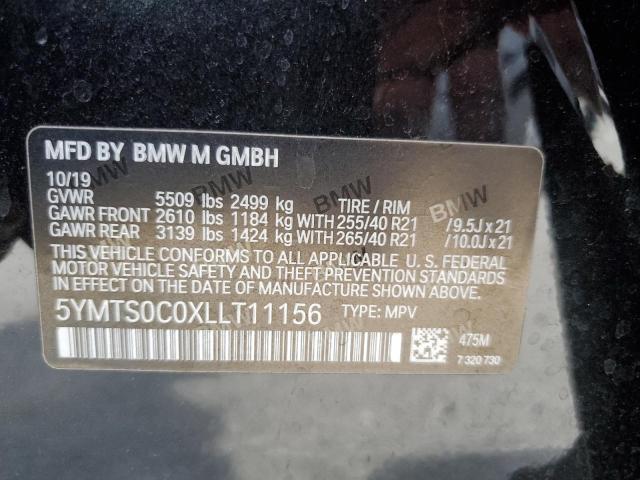 MFD BY BMW M GMBH
10/19
GVWR 5509 lbs 2499 kg TIRE / RIM
GAWR FRONT 2610 lbs 1184 kg WITH 255/40 R21 /9.5J x 21
GAWR REAR 3139 lbs 1424 kg WITH 265/40 R21 /10.0J x 21
THIS VEHICLE CONFORMS TO ALL APPLICABLE U. S. FEDERAL
MOTOR VEHICLE SAFETY AND THEFT PREVENTION STANDARDS
IN EFFECT ON THE DATE OF MANUFACTURE SHOWN ABOVE.
5YMTS0C0XLLT11156 TYPE: MPV
475M
7 320 730